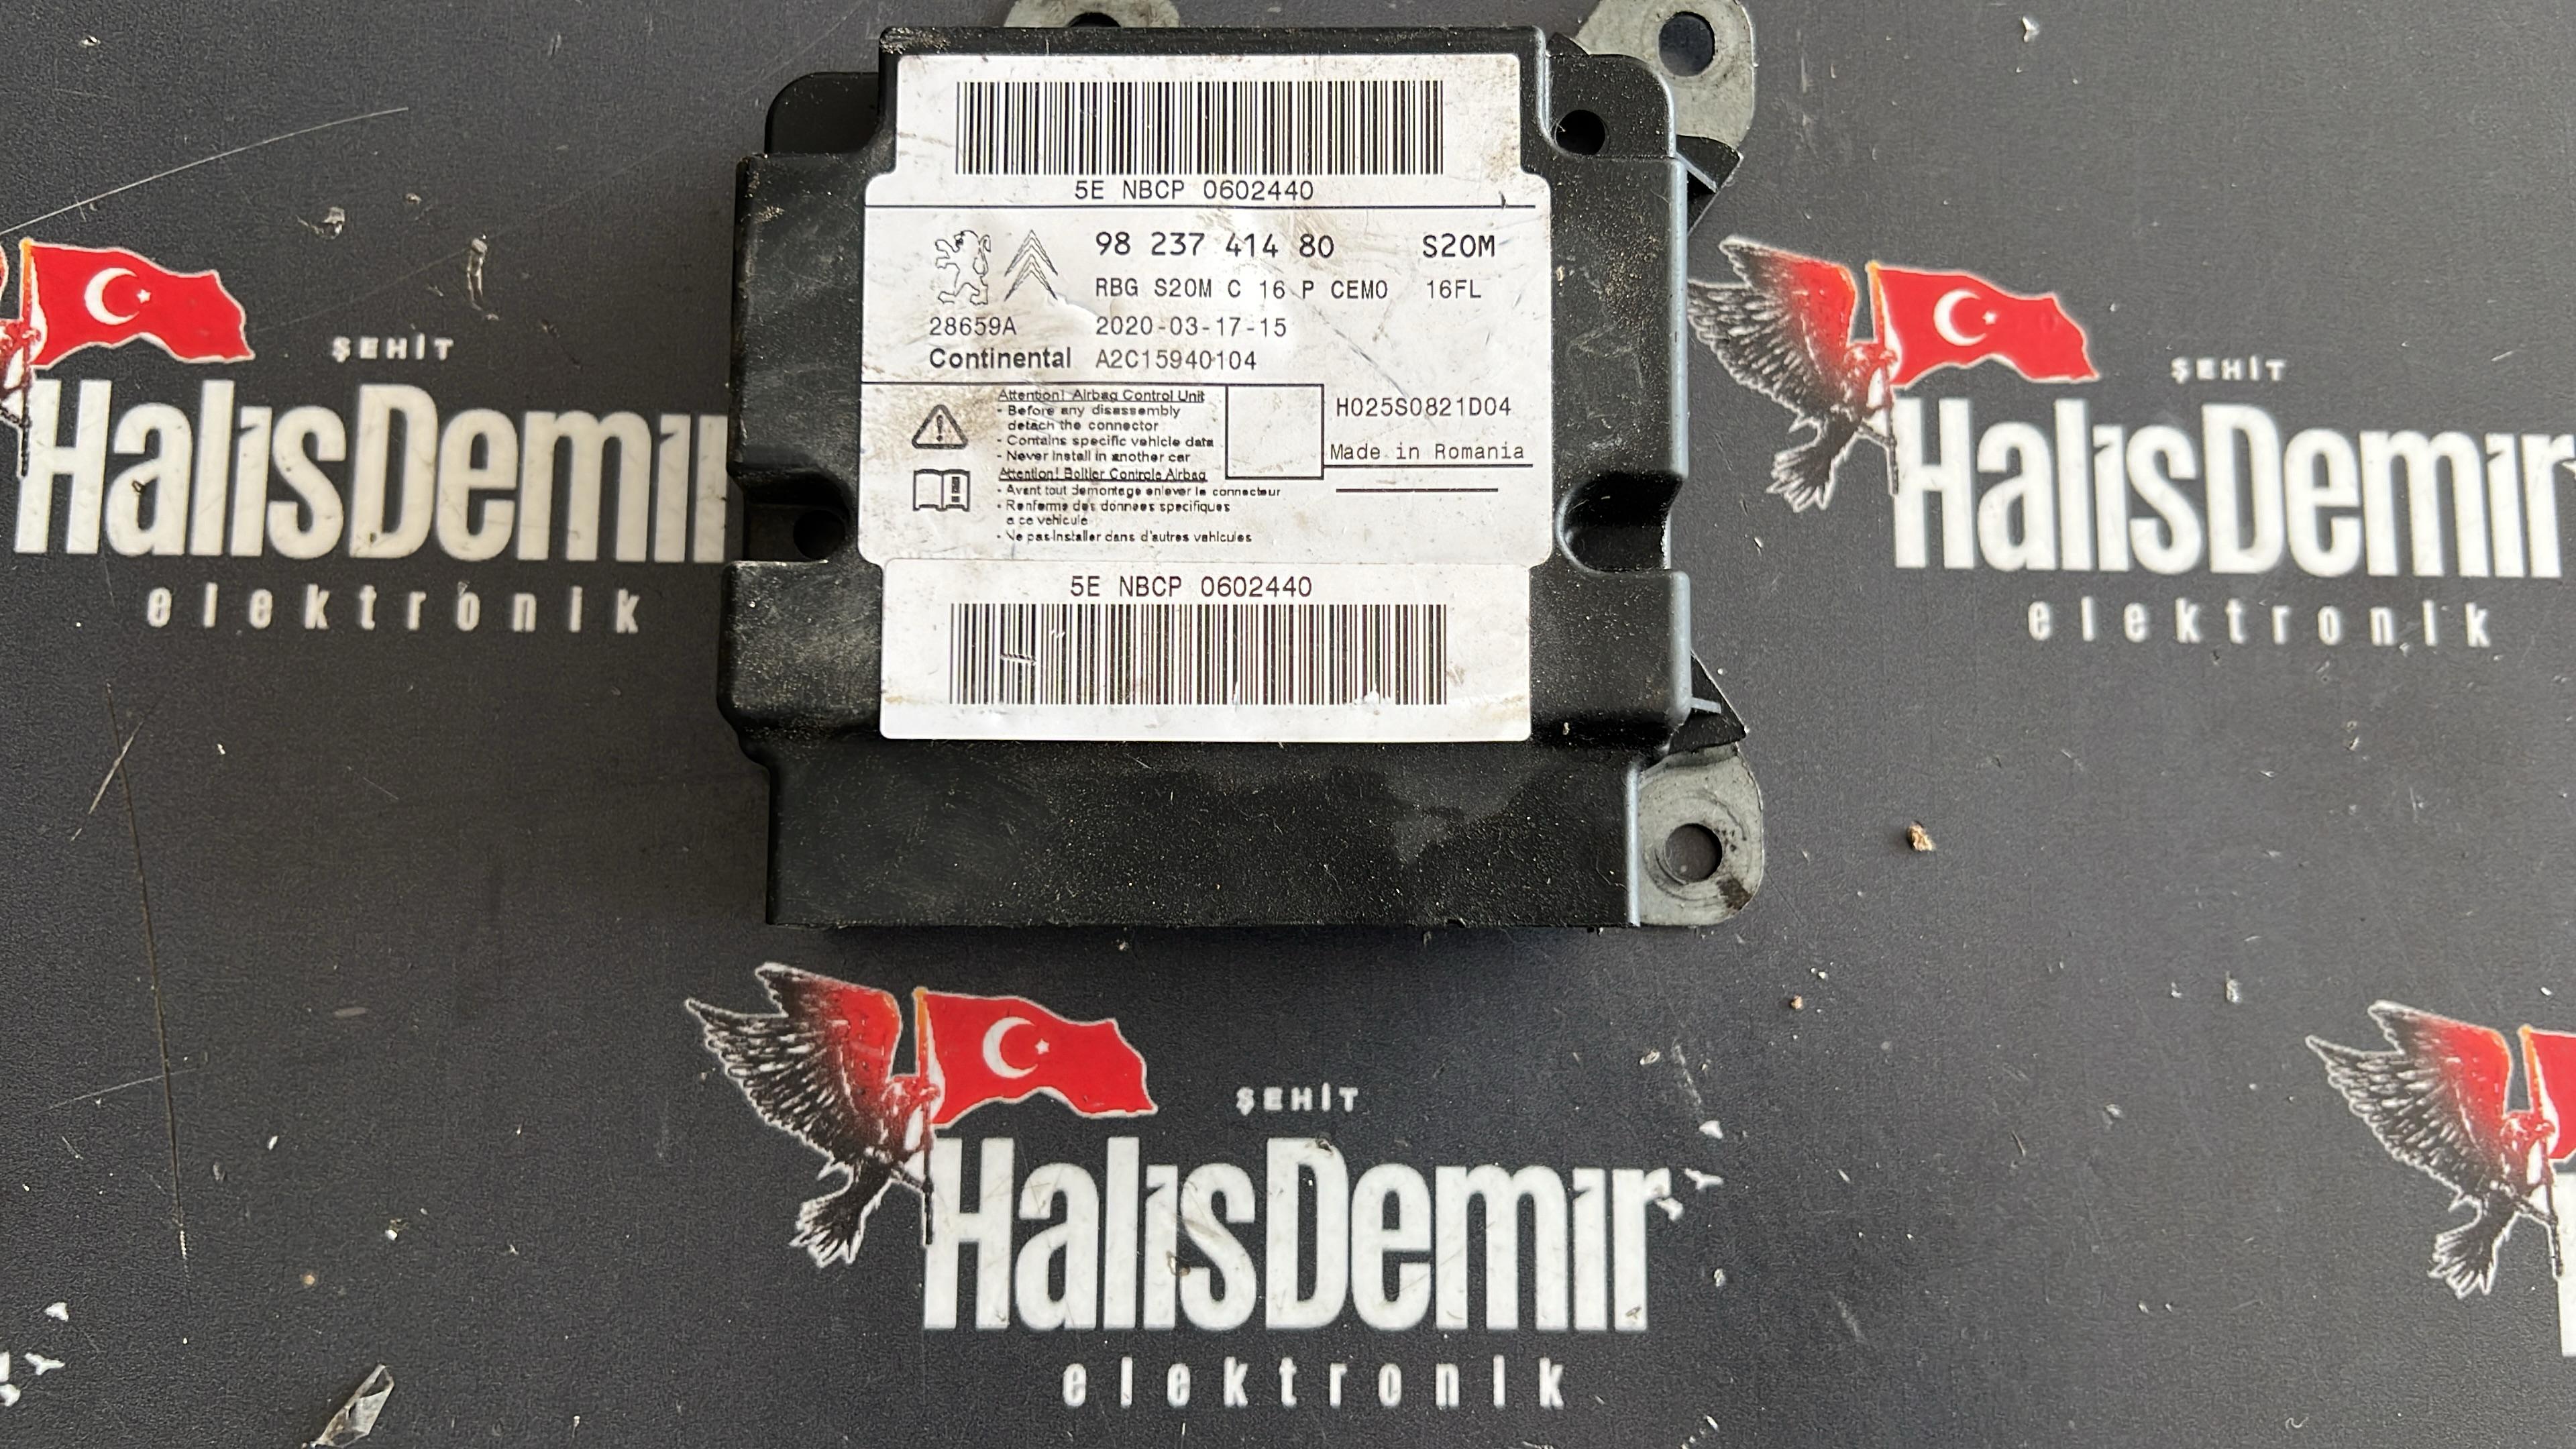 5E NBCP 0602440
98 237 414 80 S20M
RBG S20M C 16 P CEMO 16FL
28659A 2020-03-17-15
Continental A2C15940104
Attention! Airbag Control Unit
- Before any disassembly
detach the connector
- Contains specific vehicle data
- Never install in another car
Attention! Boitier Controle Airbag
- Avant tout demontage enlever le connecteur
- Renferme des donnees specifiques
a ce vehicule
- Ne pas installer dans d'autres vehicules
H025S0821D04
Made in Romania
5E NBCP 0602440
ŞEHİT
HalisDemir
elektronik
ŞEHİT
HalisDemir
elektronik
ŞEHİT
HalisDemir
elektronik